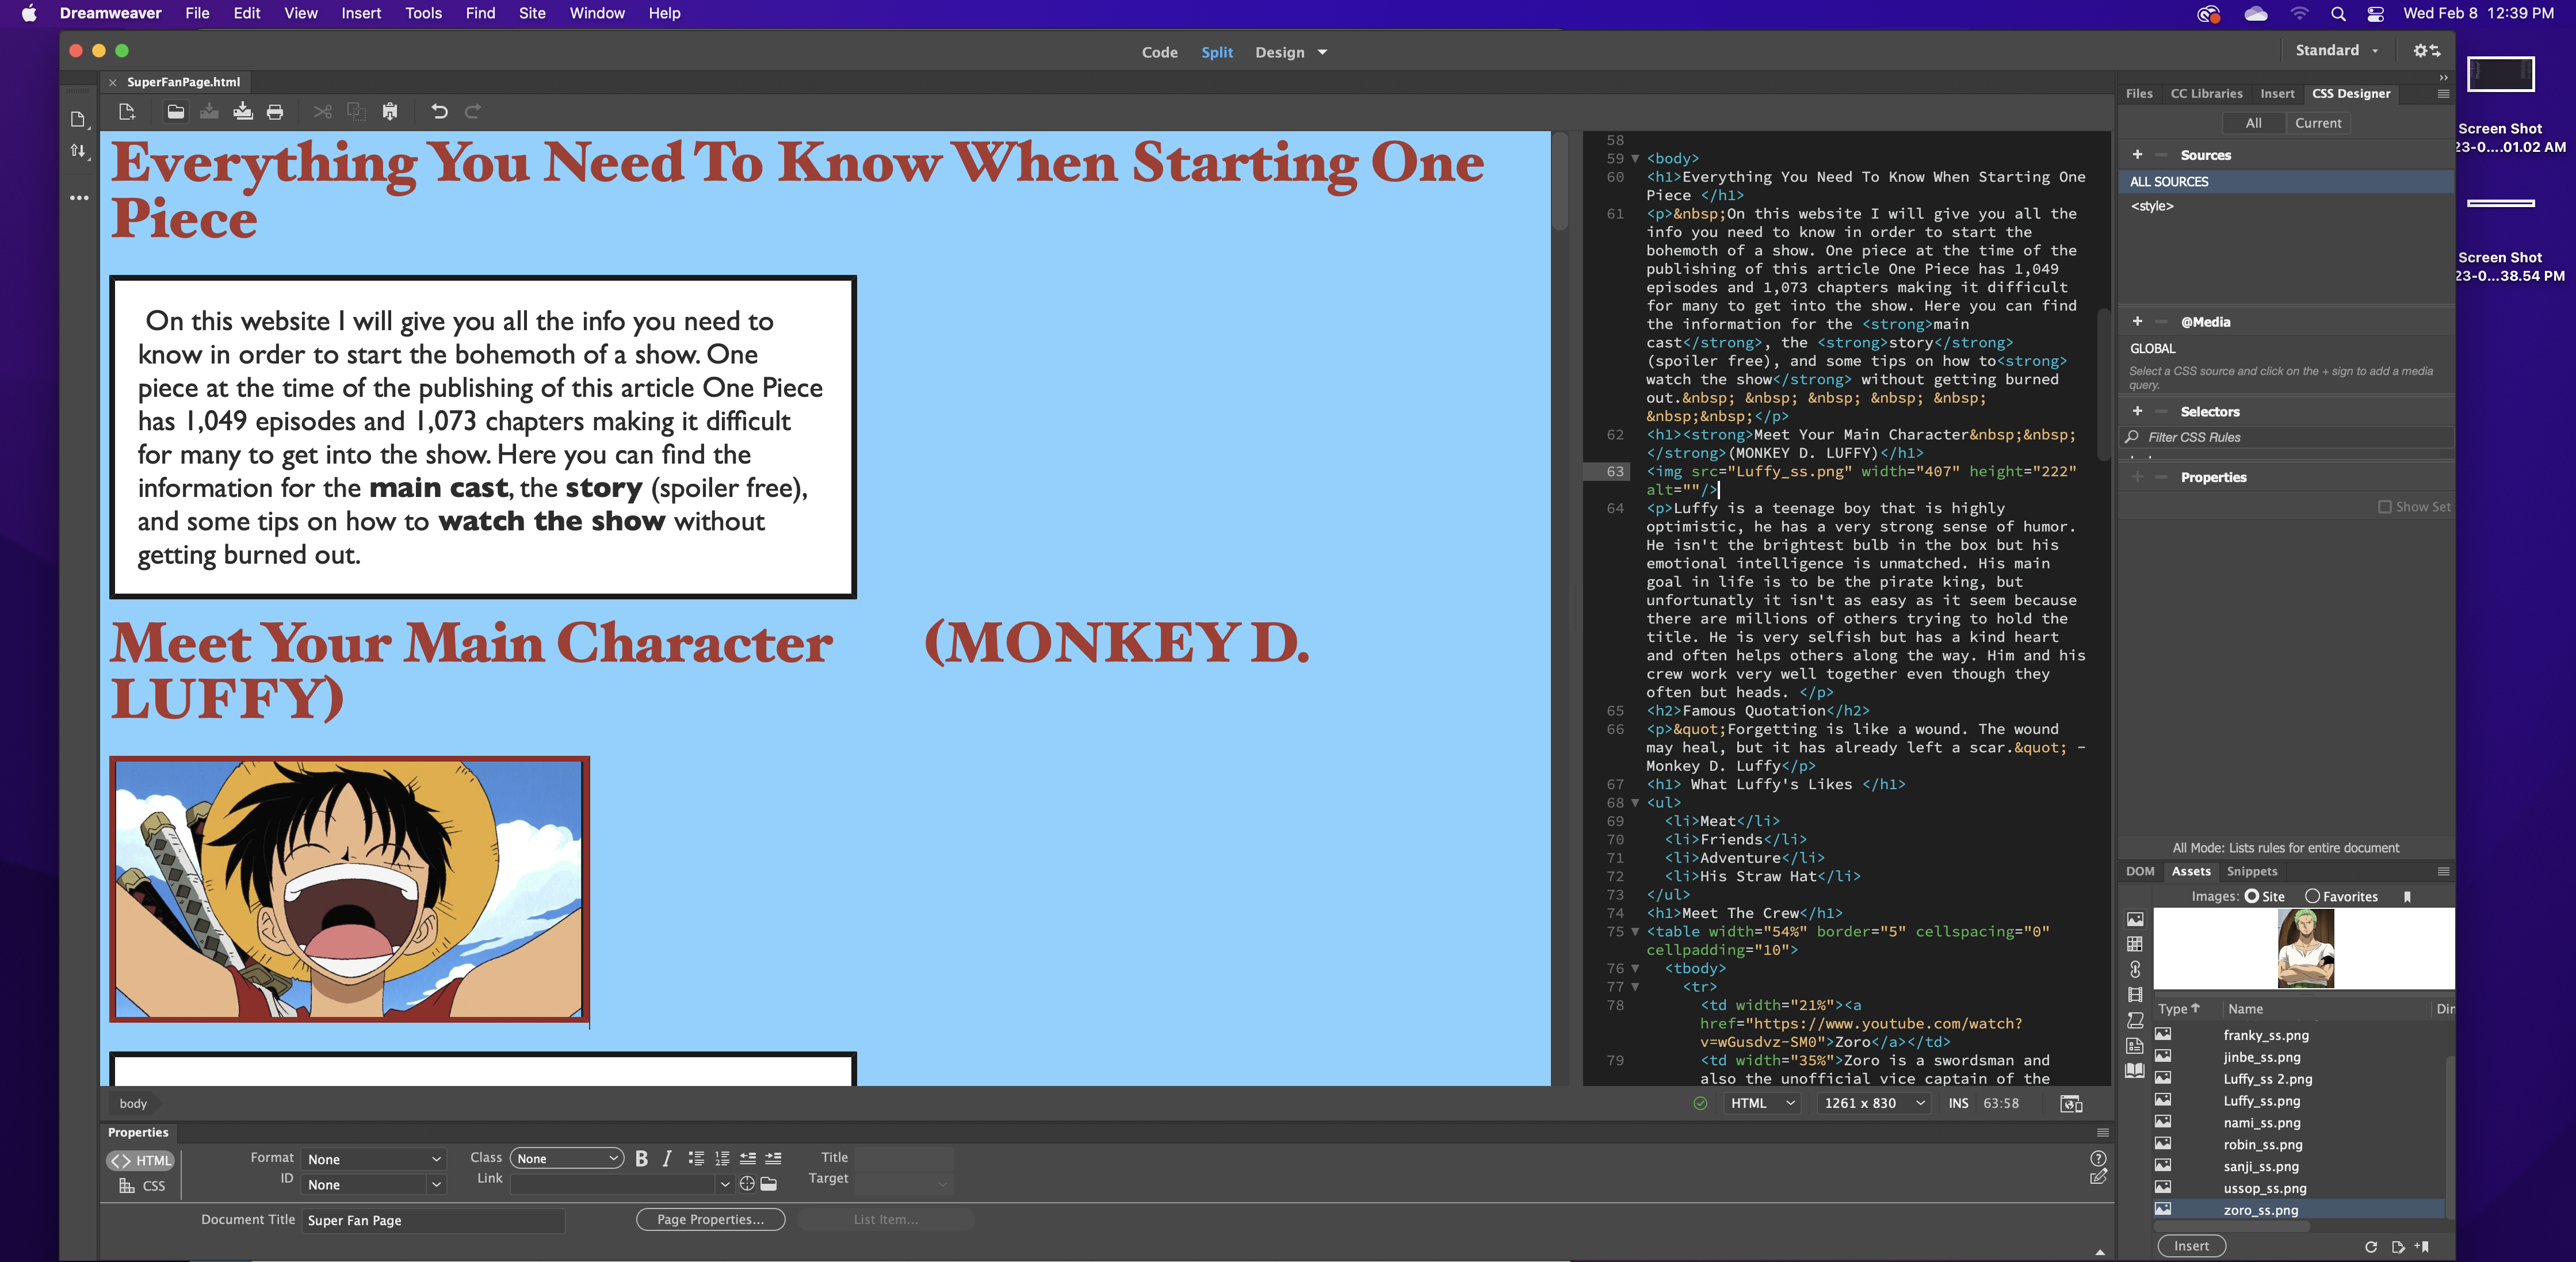 Dreamweaver File Edit View Insert Tools Find Site Window Help
Wed Feb 8 12:39 PM
Code Split Design
Standard
SuperFanPage.html
Everything You Need To Know When Starting One
Piece
On this website I will give you all the info you need to
know in order to start the bohemoth of a show. One
piece at the time of the publishing of this article One Piece
has 1,049 episodes and 1,073 chapters making it difficult
for many to get into the show. Here you can find the
information for the main cast, the story (spoiler free),
and some tips on how to watch the show without
getting burned out.
Meet Your Main Character (MONKEY D.
LUFFY)
58
59 <body>
60 <h1>Everything You Need To Know When Starting One
Piece </h1>
61 <p>&nbsp;On this website I will give you all the
info you need to know in order to start the
bohemoth of a show. One piece at the time of the
publishing of this article One Piece has 1,049
episodes and 1,073 chapters making it difficult
for many to get into the show. Here you can find
the information for the <strong>main
cast</strong>, the <strong>story</strong>
(spoiler free), and some tips on how to<strong>
watch the show</strong> without getting burned
out.&nbsp; &nbsp; &nbsp; &nbsp; &nbsp;
&nbsp;&nbsp;</p>
62 <h1><strong>Meet Your Main Character&nbsp;&nbsp;
</strong>(MONKEY D. LUFFY)</h1>
63 <img src="Luffy_ss.png" width="407" height="222"
alt=""/>
64 <p>Luffy is a teenage boy that is highly
optimistic, he has a very strong sense of humor.
He isn't the brightest bulb in the box but his
emotional intelligence is unmatched. His main
goal in life is to be the pirate king, but
unfortunatly it isn't as easy as it seem because
there are millions of others trying to hold the
title. He is very selfish but has a kind heart
and often helps others along the way. Him and his
crew work very well together even though they
often but heads. </p>
65 <h2>Famous Quotation</h2>
66 <p>&quot;Forgetting is like a wound. The wound
may heal, but it has already left a scar.&quot; -
Monkey D. Luffy</p>
67 <h1> What Luffy's Likes </h1>
68 <ul>
69 <li>Meat</li>
70 <li>Friends</li>
71 <li>Adventure</li>
72 <li>His Straw Hat</li>
73 </ul>
74 <h1>Meet The Crew</h1>
75 <table width="54%" border="5" cellspacing="0"
cellpadding="10">
76 <tbody>
77 <tr>
78 <td width="21%"><a
href="https://www.youtube.com/watch?
v=wGusdvz-SM0">Zoro</a></td>
79 <td width="35%">Zoro is a swordsman and
also the unofficial vice captain of the
body
HTML 1261 x 830 INS 63:58
Properties
HTML
CSS
Format None
ID None
Class None
Link
B I
Title
Target
Document Title Super Fan Page
Page Properties...
List Item...
Files CC Libraries Insert CSS Designer
All Current
+ Sources
ALL SOURCES
<style>
+ @Media
GLOBAL
Select a CSS source and click on the + sign to add a media
query.
+ Selectors
Filter CSS Rules
+ Properties
Show Set
All Mode: Lists rules for entire document
DOM Assets Snippets
Images: Site Favorites
Type Name Dir
franky_ss.png
jinbe_ss.png
Luffy_ss 2.png
Luffy_ss.png
nami_ss.png
robin_ss.png
sanji_ss.png
ussop_ss.png
zoro_ss.png
Insert
Screen Shot
23-0....01.02 AM
Screen Shot
23-0...38.54 PM